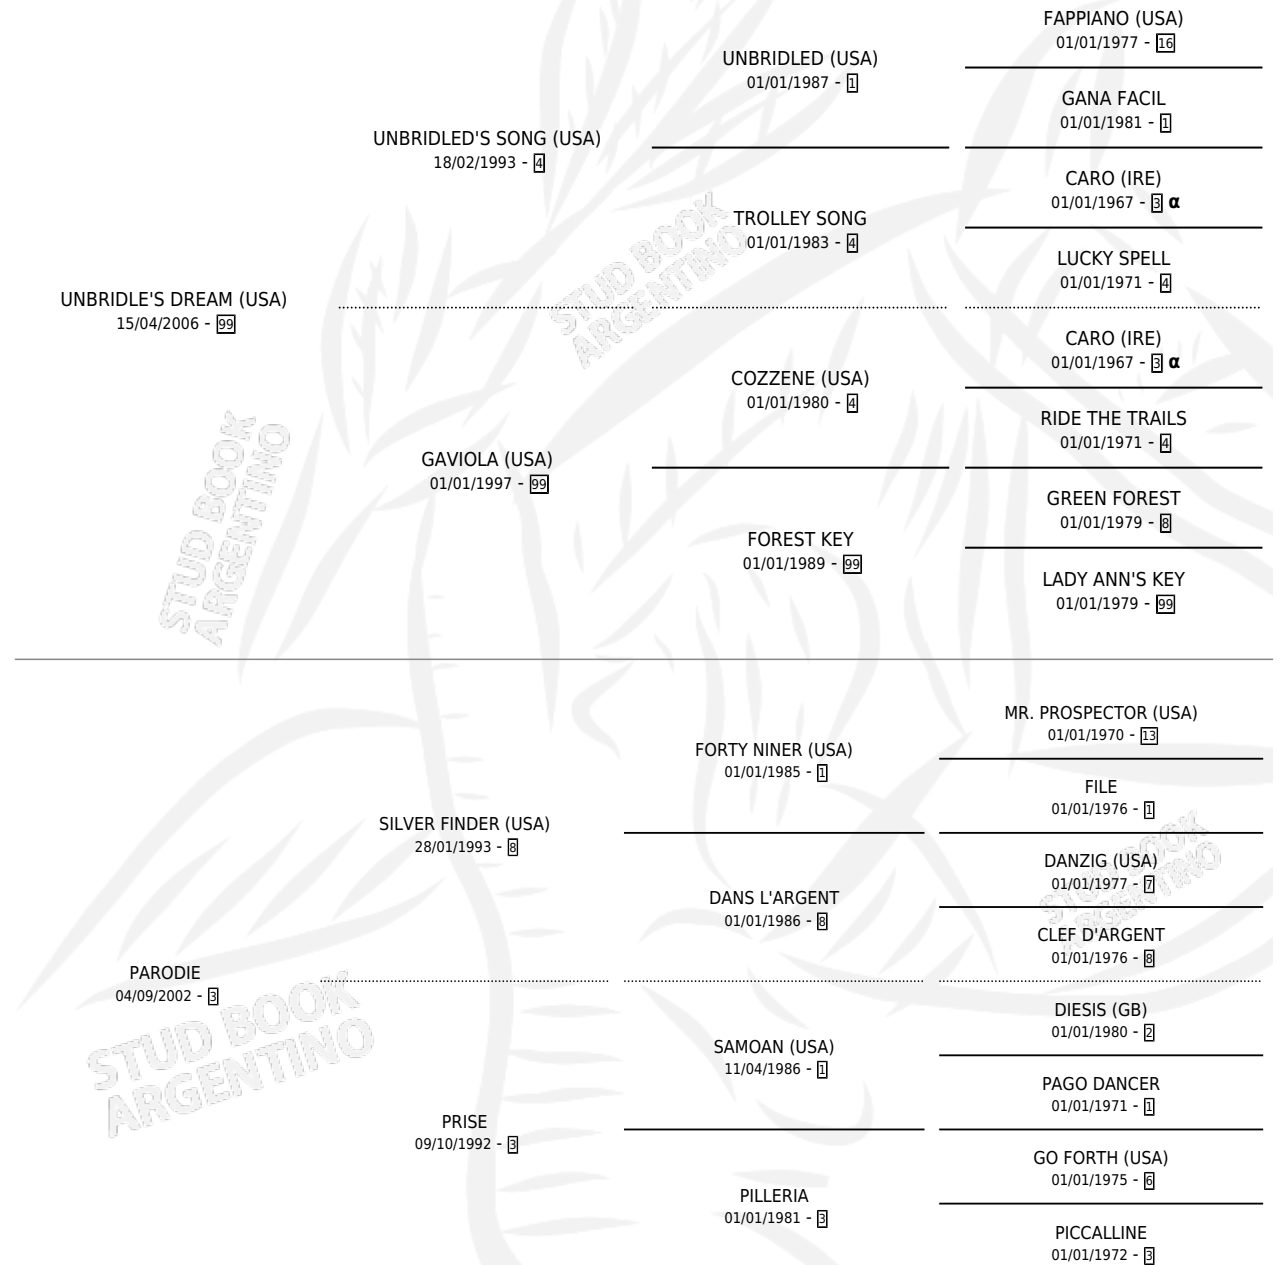 FAPPIANO (USA)
01/01/1977 - 16
UNBRIDLED (USA)
01/01/1987 - 1
GANA FACIL
01/01/1981 - 1
UNBRIDLED'S SONG (USA)
18/02/1993 - 4
CARO (IRE)
01/01/1967 - 3 α
TROLLEY SONG
01/01/1983 - 4
LUCKY SPELL
01/01/1971 - 4
UNBRIDLE'S DREAM (USA)
15/04/2006 - 99
CARO (IRE)
01/01/1967 - 3 α
COZZENE (USA)
01/01/1980 - 4
RIDE THE TRAILS
01/01/1971 - 4
GAVIOLA (USA)
01/01/1997 - 99
GREEN FOREST
01/01/1979 - 8
FOREST KEY
01/01/1989 - 99
LADY ANN'S KEY
01/01/1979 - 99
MR. PROSPECTOR (USA)
01/01/1970 - 13
FORTY NINER (USA)
01/01/1985 - 1
FILE
01/01/1976 - 1
SILVER FINDER (USA)
28/01/1993 - 8
DANZIG (USA)
01/01/1977 - 7
DANS L'ARGENT
01/01/1986 - 8
CLEF D'ARGENT
01/01/1976 - 8
PARODIE
04/09/2002 - 3
DIESIS (GB)
01/01/1980 - 2
SAMOAN (USA)
11/04/1986 - 1
PAGO DANCER
01/01/1971 - 1
PRISE
09/10/1992 - 3
GO FORTH (USA)
01/01/1975 - 6
PILLERIA
01/01/1981 - 3
PICCALLINE
01/01/1972 - 3
STUD BOOK
ARGENTINO
STUD BOOK
ARGENTINO
STUD BOOK
ARGENTINO
STUD BOOK
ARGENTINO